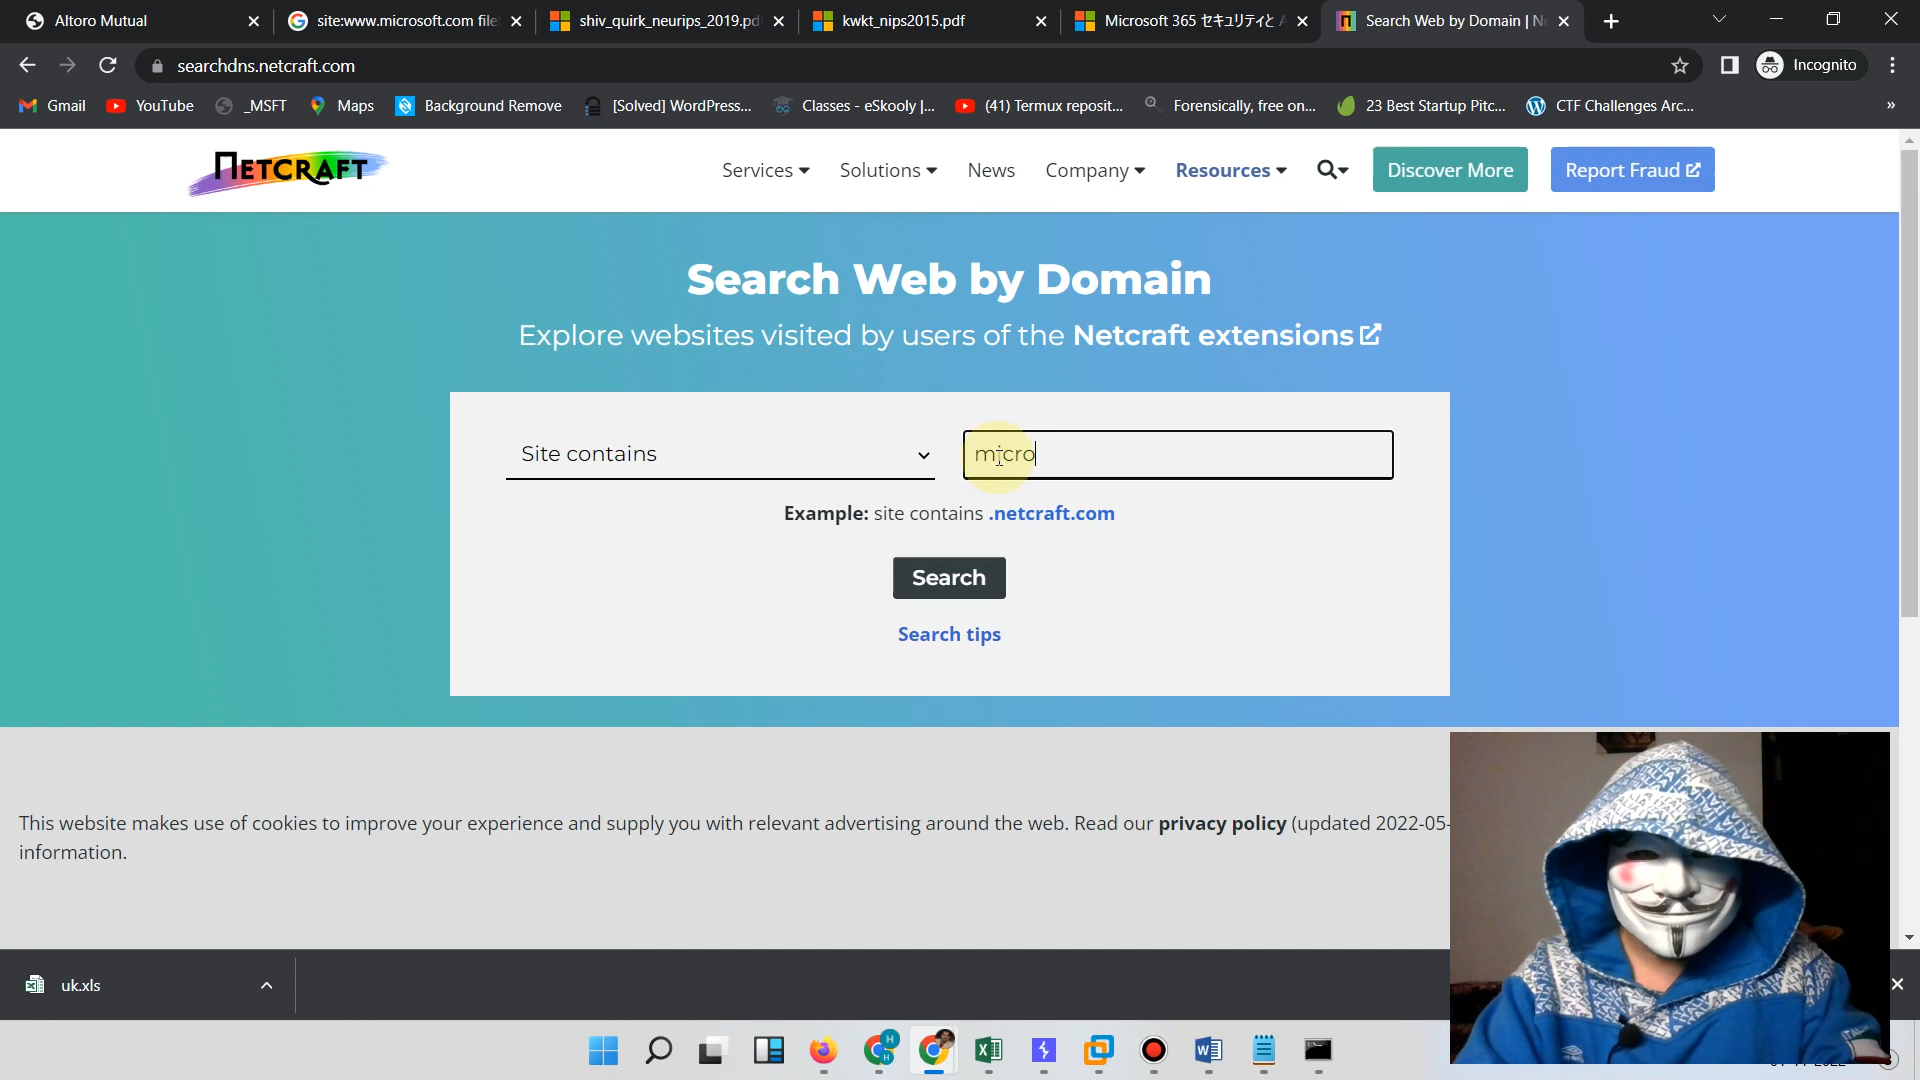 Altoro Mutual
site:www.microsoft.com file
shiv_quirk_neurips_2019.pd
kwkt_nips2015.pdf
Microsoft 365 セキュリティと A
Search Web by Domain | N
searchdns.netcraft.com
Incognito
Gmail
YouTube
_MSFT
Maps
Background Remove
[Solved] WordPress...
Classes - eSkooly |...
(41) Termux reposit...
Forensically, free on...
23 Best Startup Pitc...
CTF Challenges Arc...
»
NETCRAFT
Services
Solutions
News
Company
Resources
Discover More
Report Fraud
Search Web by Domain
Explore websites visited by users of the Netcraft extensions
Site contains
micro
Example: site contains .netcraft.com
Search
Search tips
This website makes use of cookies to improve your experience and supply you with relevant advertising around the web. Read our privacy policy (updated 2022-05-
information.
uk.xls